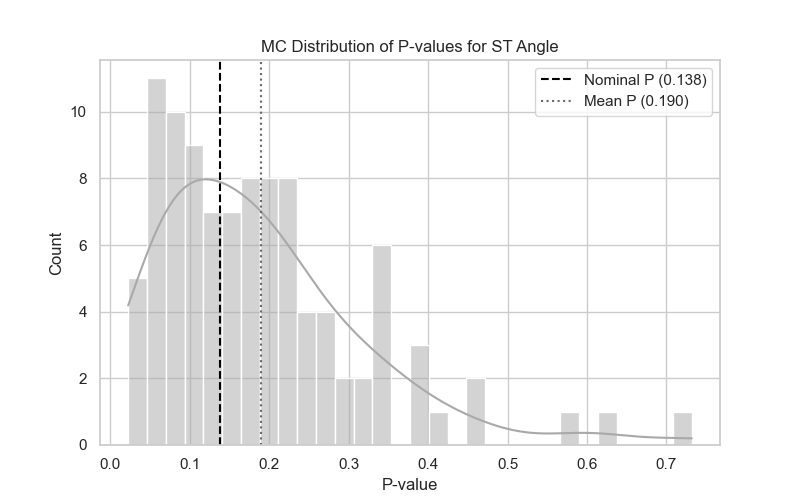 MC Distribution of P-values for ST Angle
Nominal P (0.138)
Mean P (0.190)
Count
10
8
6
4
2
0
0.0 0.1 0.2 0.3 0.4 0.5 0.6 0.7
P-value